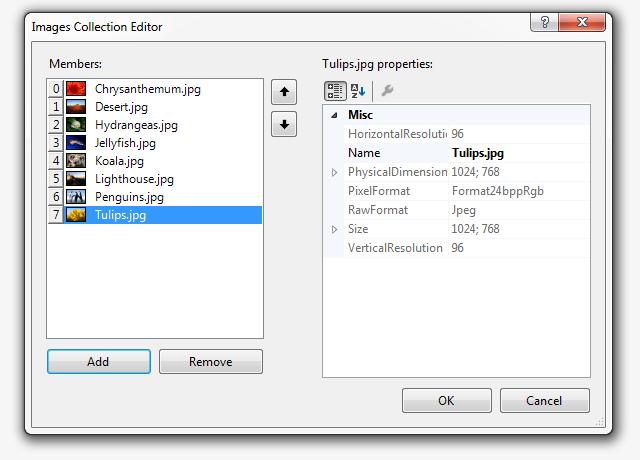 Images Collection Editor
?
Members:
0 Chrysanthemum.jpg
1 Desert.jpg
2 Hydrangeas.jpg
3 Jellyfish.jpg
4 Koala.jpg
5 Lighthouse.jpg
6 Penguins.jpg
7 Tulips.jpg
Add
Remove
Tulips.jpg properties:
A
Z
Misc
HorizontalResolutio 96
Name Tulips.jpg
PhysicalDimension 1024; 768
PixelFormat Format24bppRgb
RawFormat Jpeg
Size 1024; 768
VerticalResolution 96
OK
Cancel